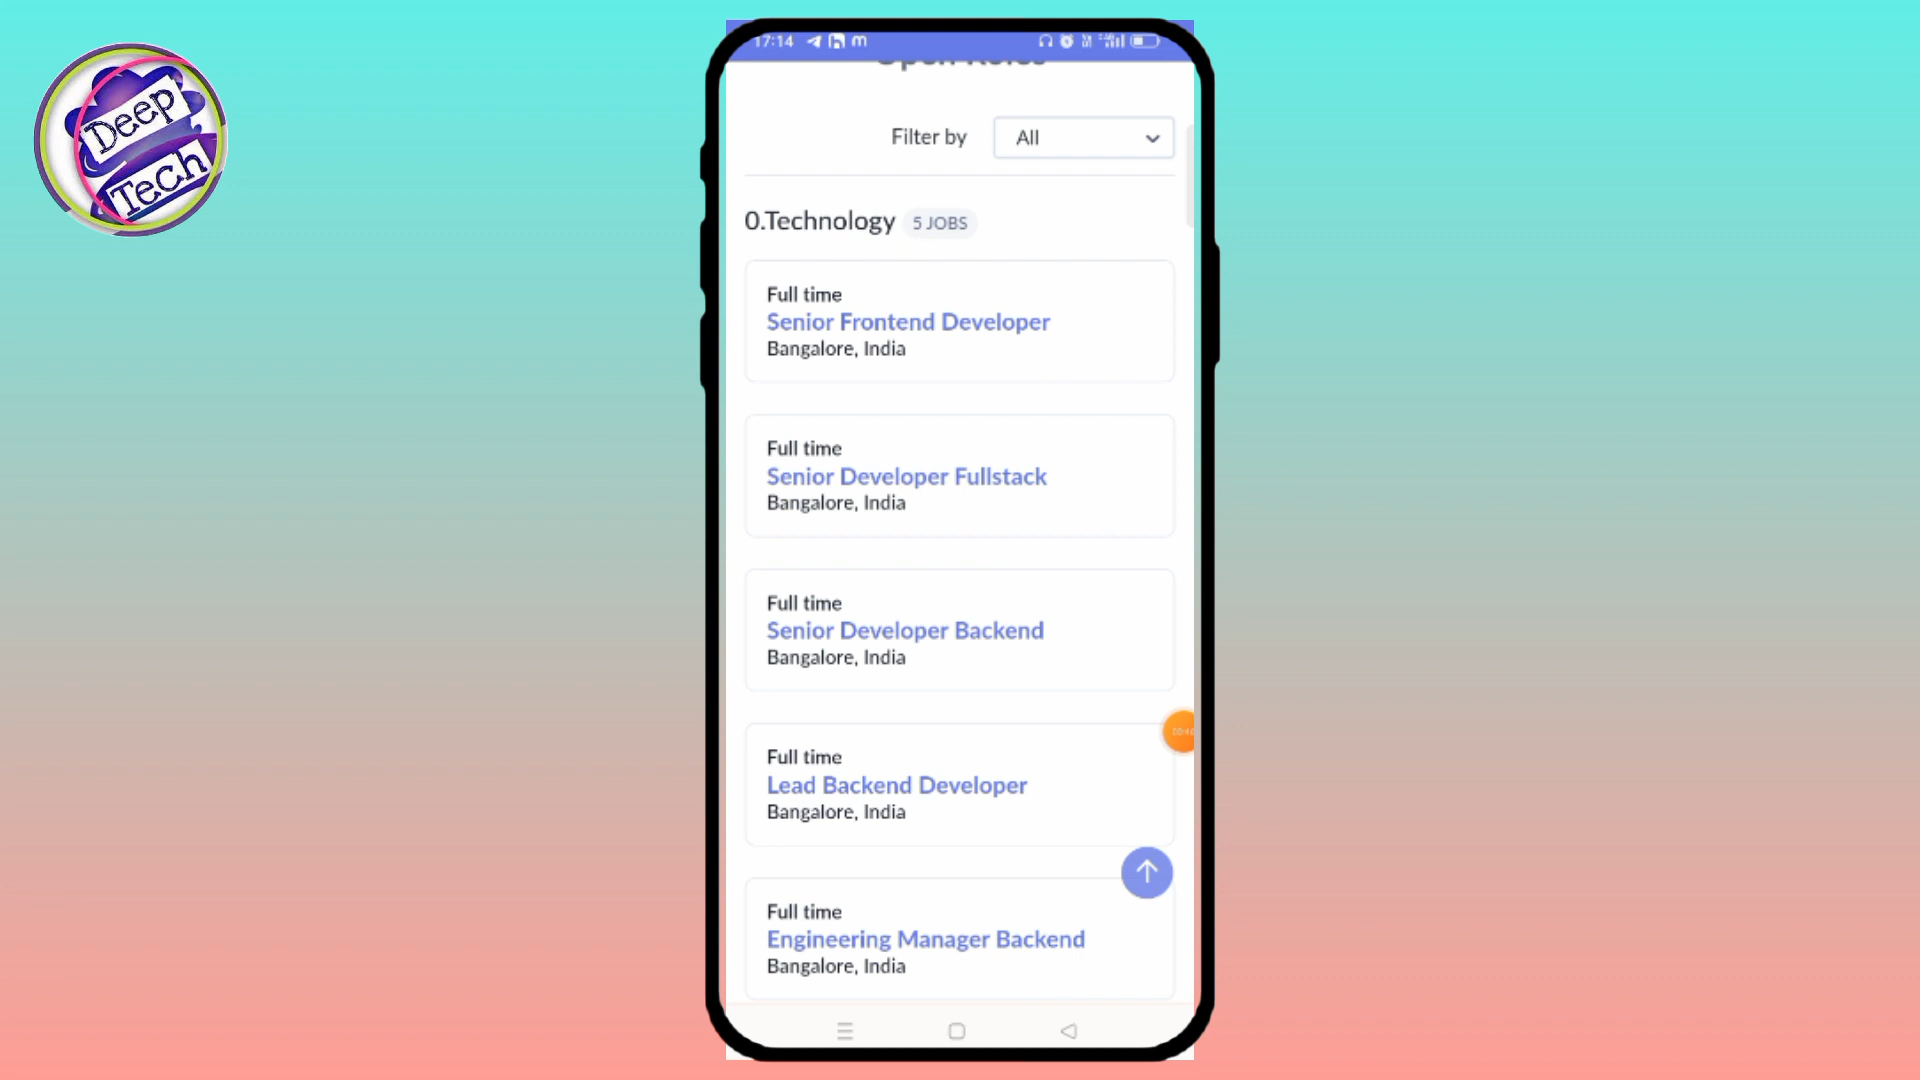 Deep
TeCh
17:14
Open Roles
Filter by All
0.Technology 5 JOBS
Full time
Senior Frontend Developer
Bangalore, India
Full time
Senior Developer Fullstack
Bangalore, India
Full time
Senior Developer Backend
Bangalore, India
Full time
Lead Backend Developer
Bangalore, India
Full time
Engineering Manager Backend
Bangalore, India